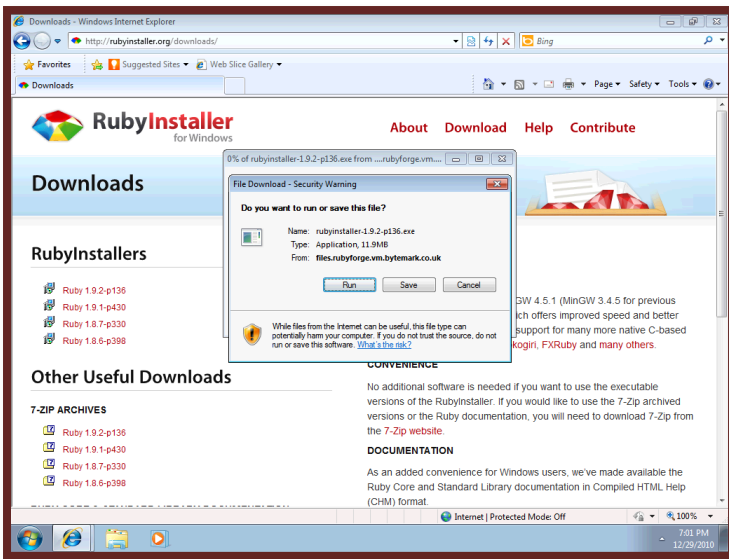 Downloads - Windows Internet Explorer
http://rubyinstaller.org/downloads/
Bing
Favorites
Suggested Sites
Web Slice Gallery
Downloads
Page
Safety
Tools
RubyInstaller
for Windows
About Download Help Contribute
0% of rubyinstaller-1.9.2-p136.exe from ....rubyforge.vm....
Downloads
File Download - Security Warning
Do you want to run or save this file?
Name: rubyinstaller-1.9.2-p136.exe
Type: Application, 11.9MB
From: files.rubyforge.vm.bytemark.co.uk
Run Save Cancel
While files from the Internet can be useful, this file type can
potentially harm your computer. If you do not trust the source, do not
run or save this software. What's the risk?
RubyInstallers
Ruby 1.9.2-p136
Ruby 1.9.1-p430
Ruby 1.8.7-p330
Ruby 1.8.6-p398
Other Useful Downloads
7-ZIP ARCHIVES
Ruby 1.9.2-p136
Ruby 1.9.1-p430
Ruby 1.8.7-p330
Ruby 1.8.6-p398
GW 4.5.1 (MinGW 3.4.5 for previous
ich offers improved speed and better
support for many more native C-based
kogiri, FXRuby and many others.
CONVENIENCE
No additional software is needed if you want to use the executable
versions of the RubyInstaller. If you would like to use the 7-Zip archived
versions or the Ruby documentation, you will need to download 7-Zip from
the 7-Zip website.
DOCUMENTATION
As an added convenience for Windows users, we've made available the
Ruby Core and Standard Library documentation in Compiled HTML Help
(CHM) format.
Internet | Protected Mode: Off
100%
7:01 PM
12/29/2010